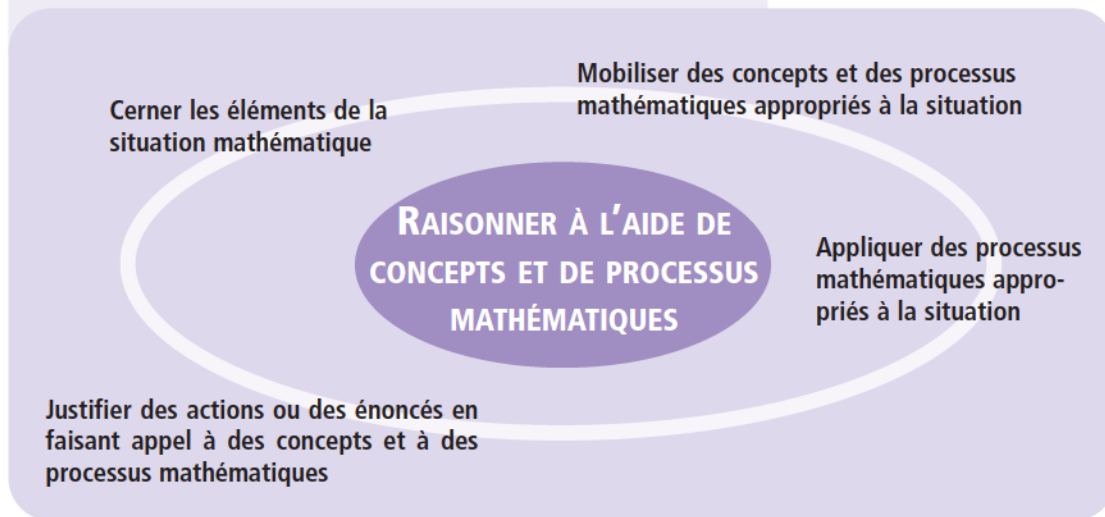 Cerner les éléments de la
situation mathématique
Mobiliser des concepts et des processus
mathématiques appropriés à la situation
RAISONNER À L'AIDE DE
CONCEPTS ET DE PROCESSUS
MATHÉMATIQUES
Appliquer des processus
mathématiques appro-
priés à la situation
Justifier des actions ou des énoncés en
faisant appel à des concepts et à des
processus mathématiques